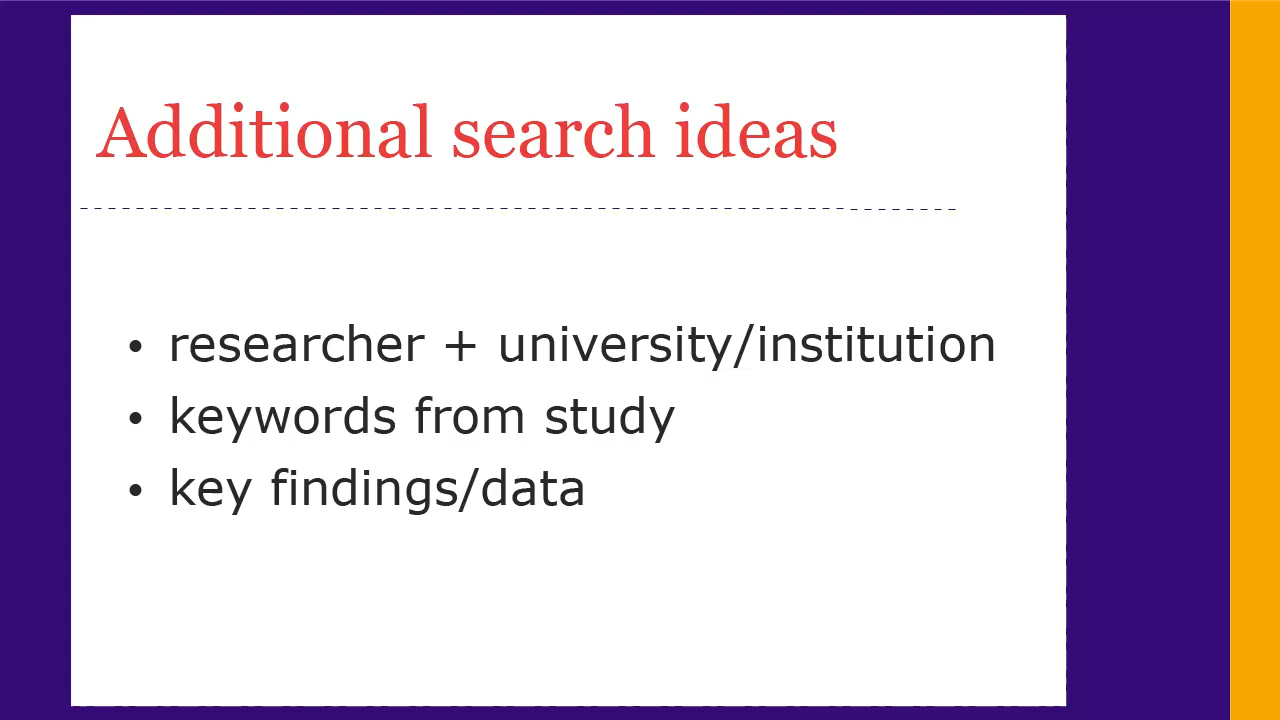 Additional search ideas
• researcher + university/institution
• keywords from study
• key findings/data